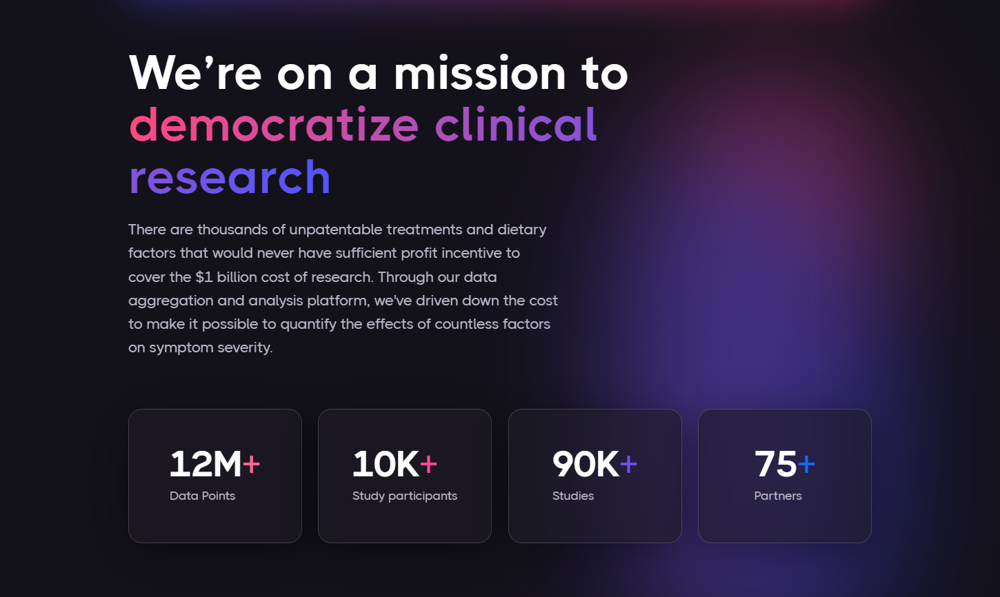 We’re on a mission to
democratize clinical
research
There are thousands of unpatentable treatments and dietary
factors that would never have sufficient profit incentive to
cover the $1 billion cost of research. Through our data
aggregation and analysis platform, we've driven down the cost
to make it possible to quantify the effects of countless factors
on symptom severity.
12M+
Data Points
10K+
Study participants
90K+
Studies
75+
Partners